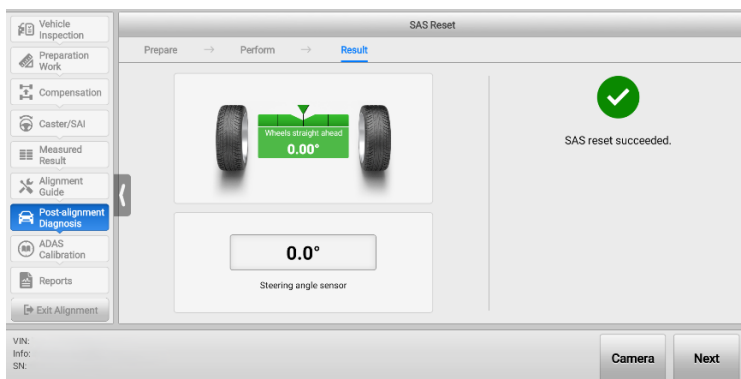 SAS Reset
Vehicle
Inspection
Preparation
Work
Compensation
Caster/SAI
Measured
Result
Alignment
Guide
Post-alignment
Diagnosis
ADAS
Calibration
Reports
Exit Alignment
Prepare → Perform → Result
Wheels straight ahead
0.00°
0.0°
Steering angle sensor
SAS reset succeeded.
VIN:
Info:
SN:
Camera
Next